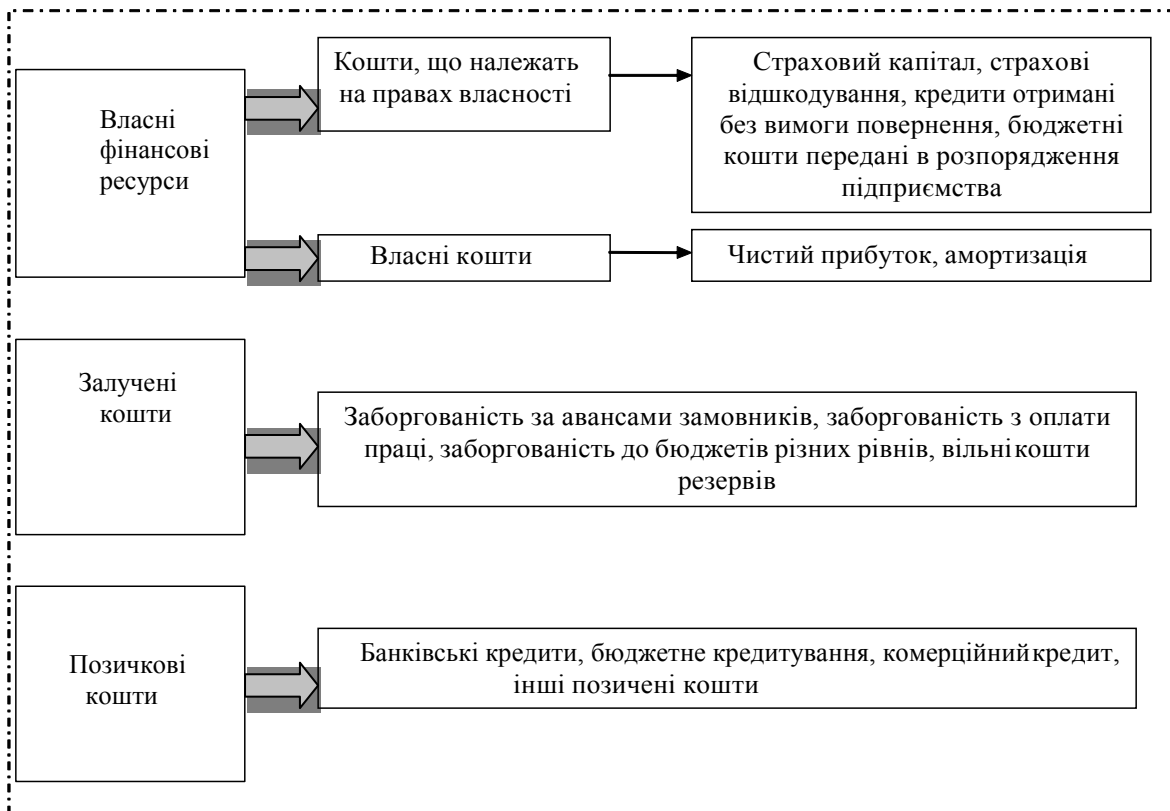 Власні
фінансові
ресурси
Кошти, що належать
на правах власності
Страховий капітал, страхові
відшкодування, кредити отримані
без вимоги повернення, бюджетні
кошти передані в розпорядження
підприємства
Власні кошти
Чистий прибуток, амортизація
Залучені
кошти
Заборгованість за авансами замовників, заборгованість з оплати
праці, заборгованість до бюджетів різних рівнів, вільні кошти
резервів
Позичкові
кошти
Банківські кредити, бюджетне кредитування, комерційний кредит,
інші позичені кошти